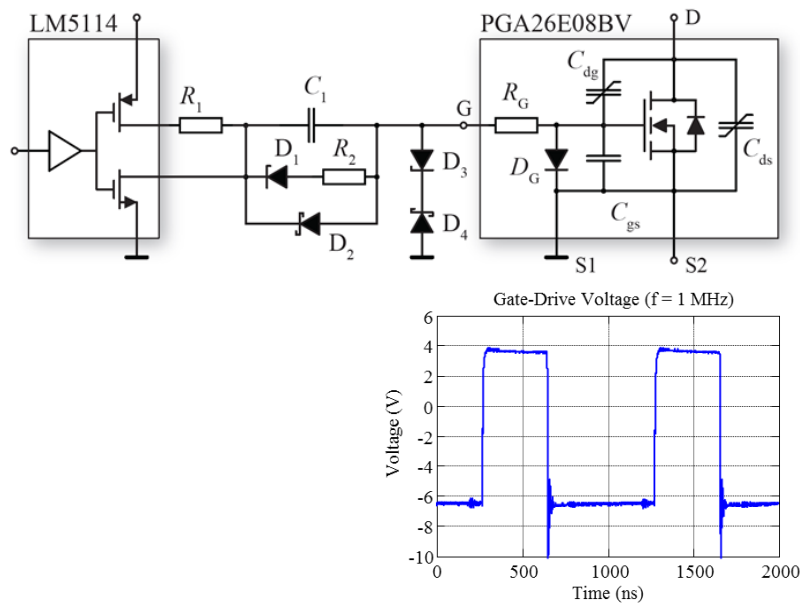 LM5114
PGA26E08BV
D
R1
C1
G
RG
Cdg
D1
R2
D3
DG
Cds
D2
D4
Cgs
S1
S2
Gate-Drive Voltage (f = 1 MHz)
6
4
2
0
-2
-4
-6
-8
-10
Voltage (V)
0
500
1000
1500
2000
Time (ns)